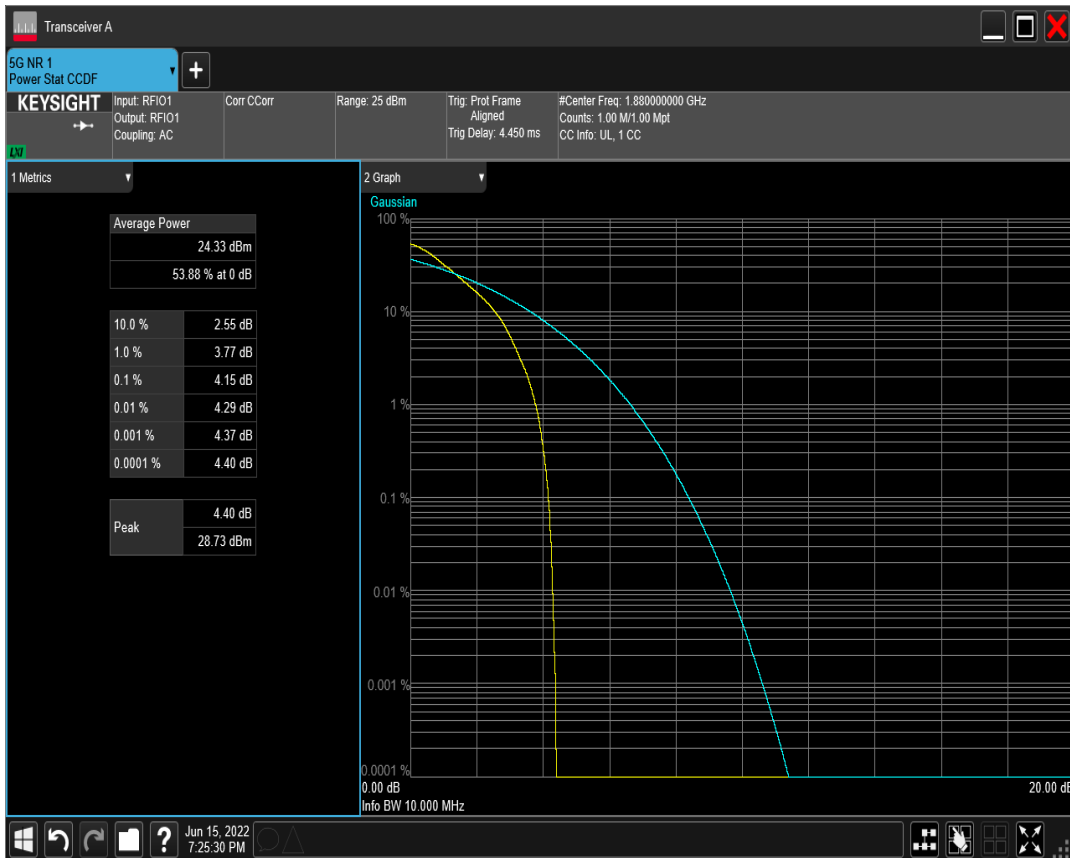 Transceiver A
5G NR 1
Power Stat CCDF
+
KEYSIGHT
LXI
Input: RFIO1
Output: RFIO1
Coupling: AC
Corr CCorr
Range: 25 dBm
Trig: Prot Frame
Aligned
Trig Delay: 4.450 ms
#Center Freq: 1.880000000 GHz
Counts: 1.00 M/1.00 Mpt
CC Info: UL, 1 CC
1 Metrics
Average Power
24.33 dBm
53.88 % at 0 dB
10.0 % 2.55 dB
1.0 % 3.77 dB
0.1 % 4.15 dB
0.01 % 4.29 dB
0.001 % 4.37 dB
0.0001 % 4.40 dB
Peak 4.40 dB
28.73 dBm
2 Graph
Gaussian
100 %
10 %
1 %
0.1 %
0.01 %
0.001 %
0.0001 %
0.00 dB 20.00 dB
Info BW 10.000 MHz
?
Jun 15, 2022
7:25:30 PM